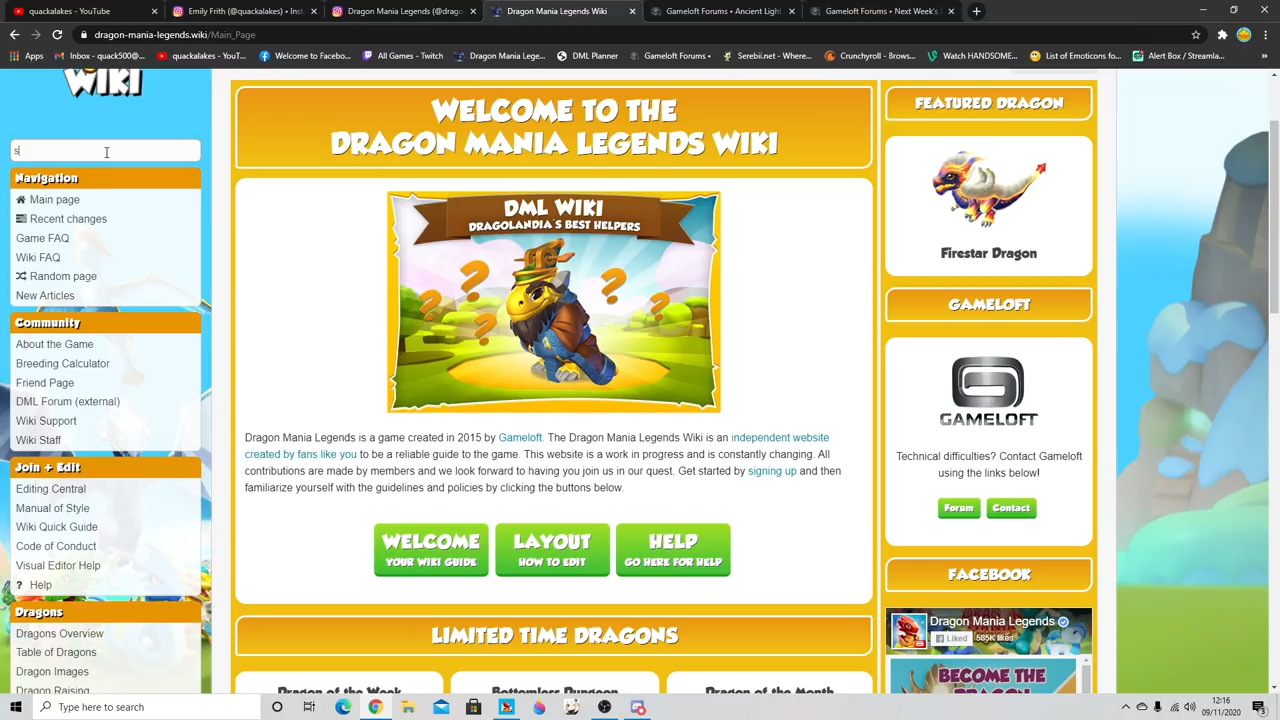 quackalakes - YouT...
Emily Frith (@quackalakes) • Inst
Dragon Mania Legends (@drago
Dragon Mania Legends Wiki
Gameloft Forums • Ancient Light
Gameloft Forums • Next Week's
dragon-mania-legends.wiki/Main_Page
Apps
Inbox - quack500@...
quackalakes - YouT...
Welcome to Faceb...
All Games - Twitch
Dragon Mania Lege...
DML Planner
Gameloft Forums •
Serebii.net - Where...
Crunchyroll - Brows...
Watch HANDSOME...
List of Emoticons fo...
Alert Box / Streamla...
WIKI
s
Navigation
Main page
Recent changes
Game FAQ
Wiki FAQ
Random page
New Articles
Community
About the Game
Breeding Calculator
Friend Page
DML Forum (external)
Wiki Support
Wiki Staff
Join + Edit
Editing Central
Manual of Style
Wiki Quick Guide
Code of Conduct
Visual Editor Help
? Help
Dragons
Dragons Overview
Table of Dragons
Dragon Images
Dragon Raising
WELCOME TO THE
DRAGON MANIA LEGENDS WIKI
DML WIKI
DRAGOLANDIA'S BEST HELPERS
Dragon Mania Legends is a game created in 2015 by Gameloft. The Dragon Mania Legends Wiki is an independent website
created by fans like you to be a reliable guide to the game. This website is a work in progress and is constantly changing. All
contributions are made by members and we look forward to having you join us in our quest. Get started by signing up and then
familiarize yourself with the guidelines and policies by clicking the buttons below.
WELCOME
YOUR WIKI GUIDE
LAYOUT
HOW TO EDIT
HELP
GO HERE FOR HELP
LIMITED TIME DRAGONS
Dragon of the Week
Bottomless Dungeon
Dragon of the Month
FEATURED DRAGON
Firestar Dragon
GAMELOFT
GAMELOFT
Technical difficulties? Contact Gameloft
using the links below!
Forum
Contact
FACEBOOK
Dragon Mania Legends
Liked
585K likes
BECOME THE
DRAGON
Type here to search
12:16
09/11/2020